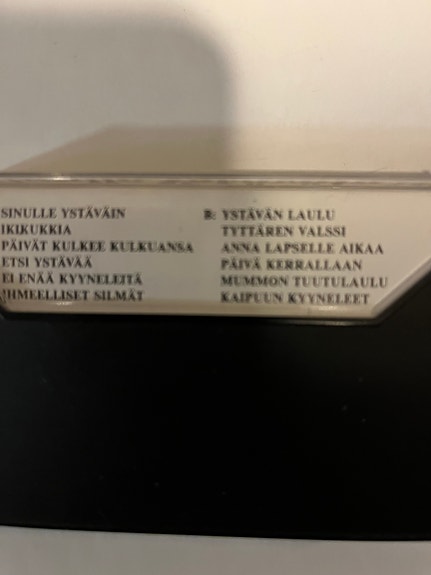 SINULLE YSTÄVÄIN
IKIKUKKIA
PÄIVÄT KULKEE KULKUANSA
ETSI YSTÄVÄÄ
EI ENÄÄ KYYNELEITÄ
IHMEELLISET SILMÄT
B: YSTÄVÄN LAULU
TYTTÄREN VALSSI
ANNA LAPSELLE AIKAA
PÄIVÄ KERRALLAAN
MUMMON TUUTULAULU
KAIPUUN KYYNELEET